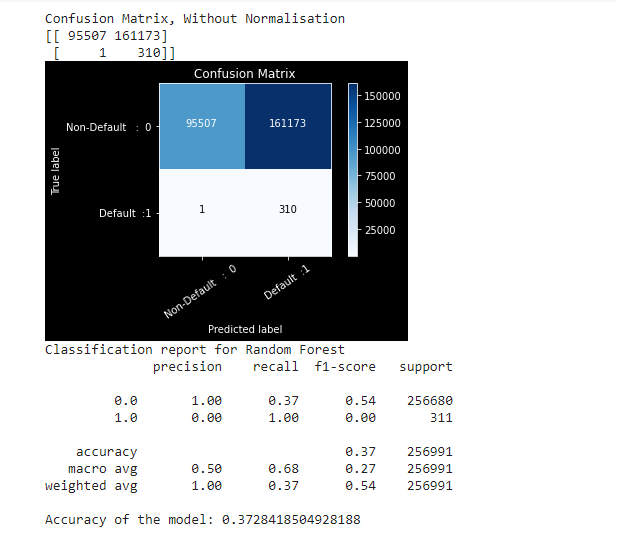 Confusion Matrix, Without Normalisation
[[ 95507 161173]
 [     1    310]]
Confusion Matrix
Non-Default : 0
Default :1
True label
95507 161173
1 310
150000
125000
100000
75000
50000
25000
Non-Default : 0
Default :1
Predicted label
Classification report for Random Forest
precision recall f1-score support
0.0 1.00 0.37 0.54 256680
1.0 0.00 1.00 0.00 311
accuracy 0.37 256991
macro avg 0.50 0.68 0.27 256991
weighted avg 1.00 0.37 0.54 256991
Accuracy of the model: 0.3728418504928188